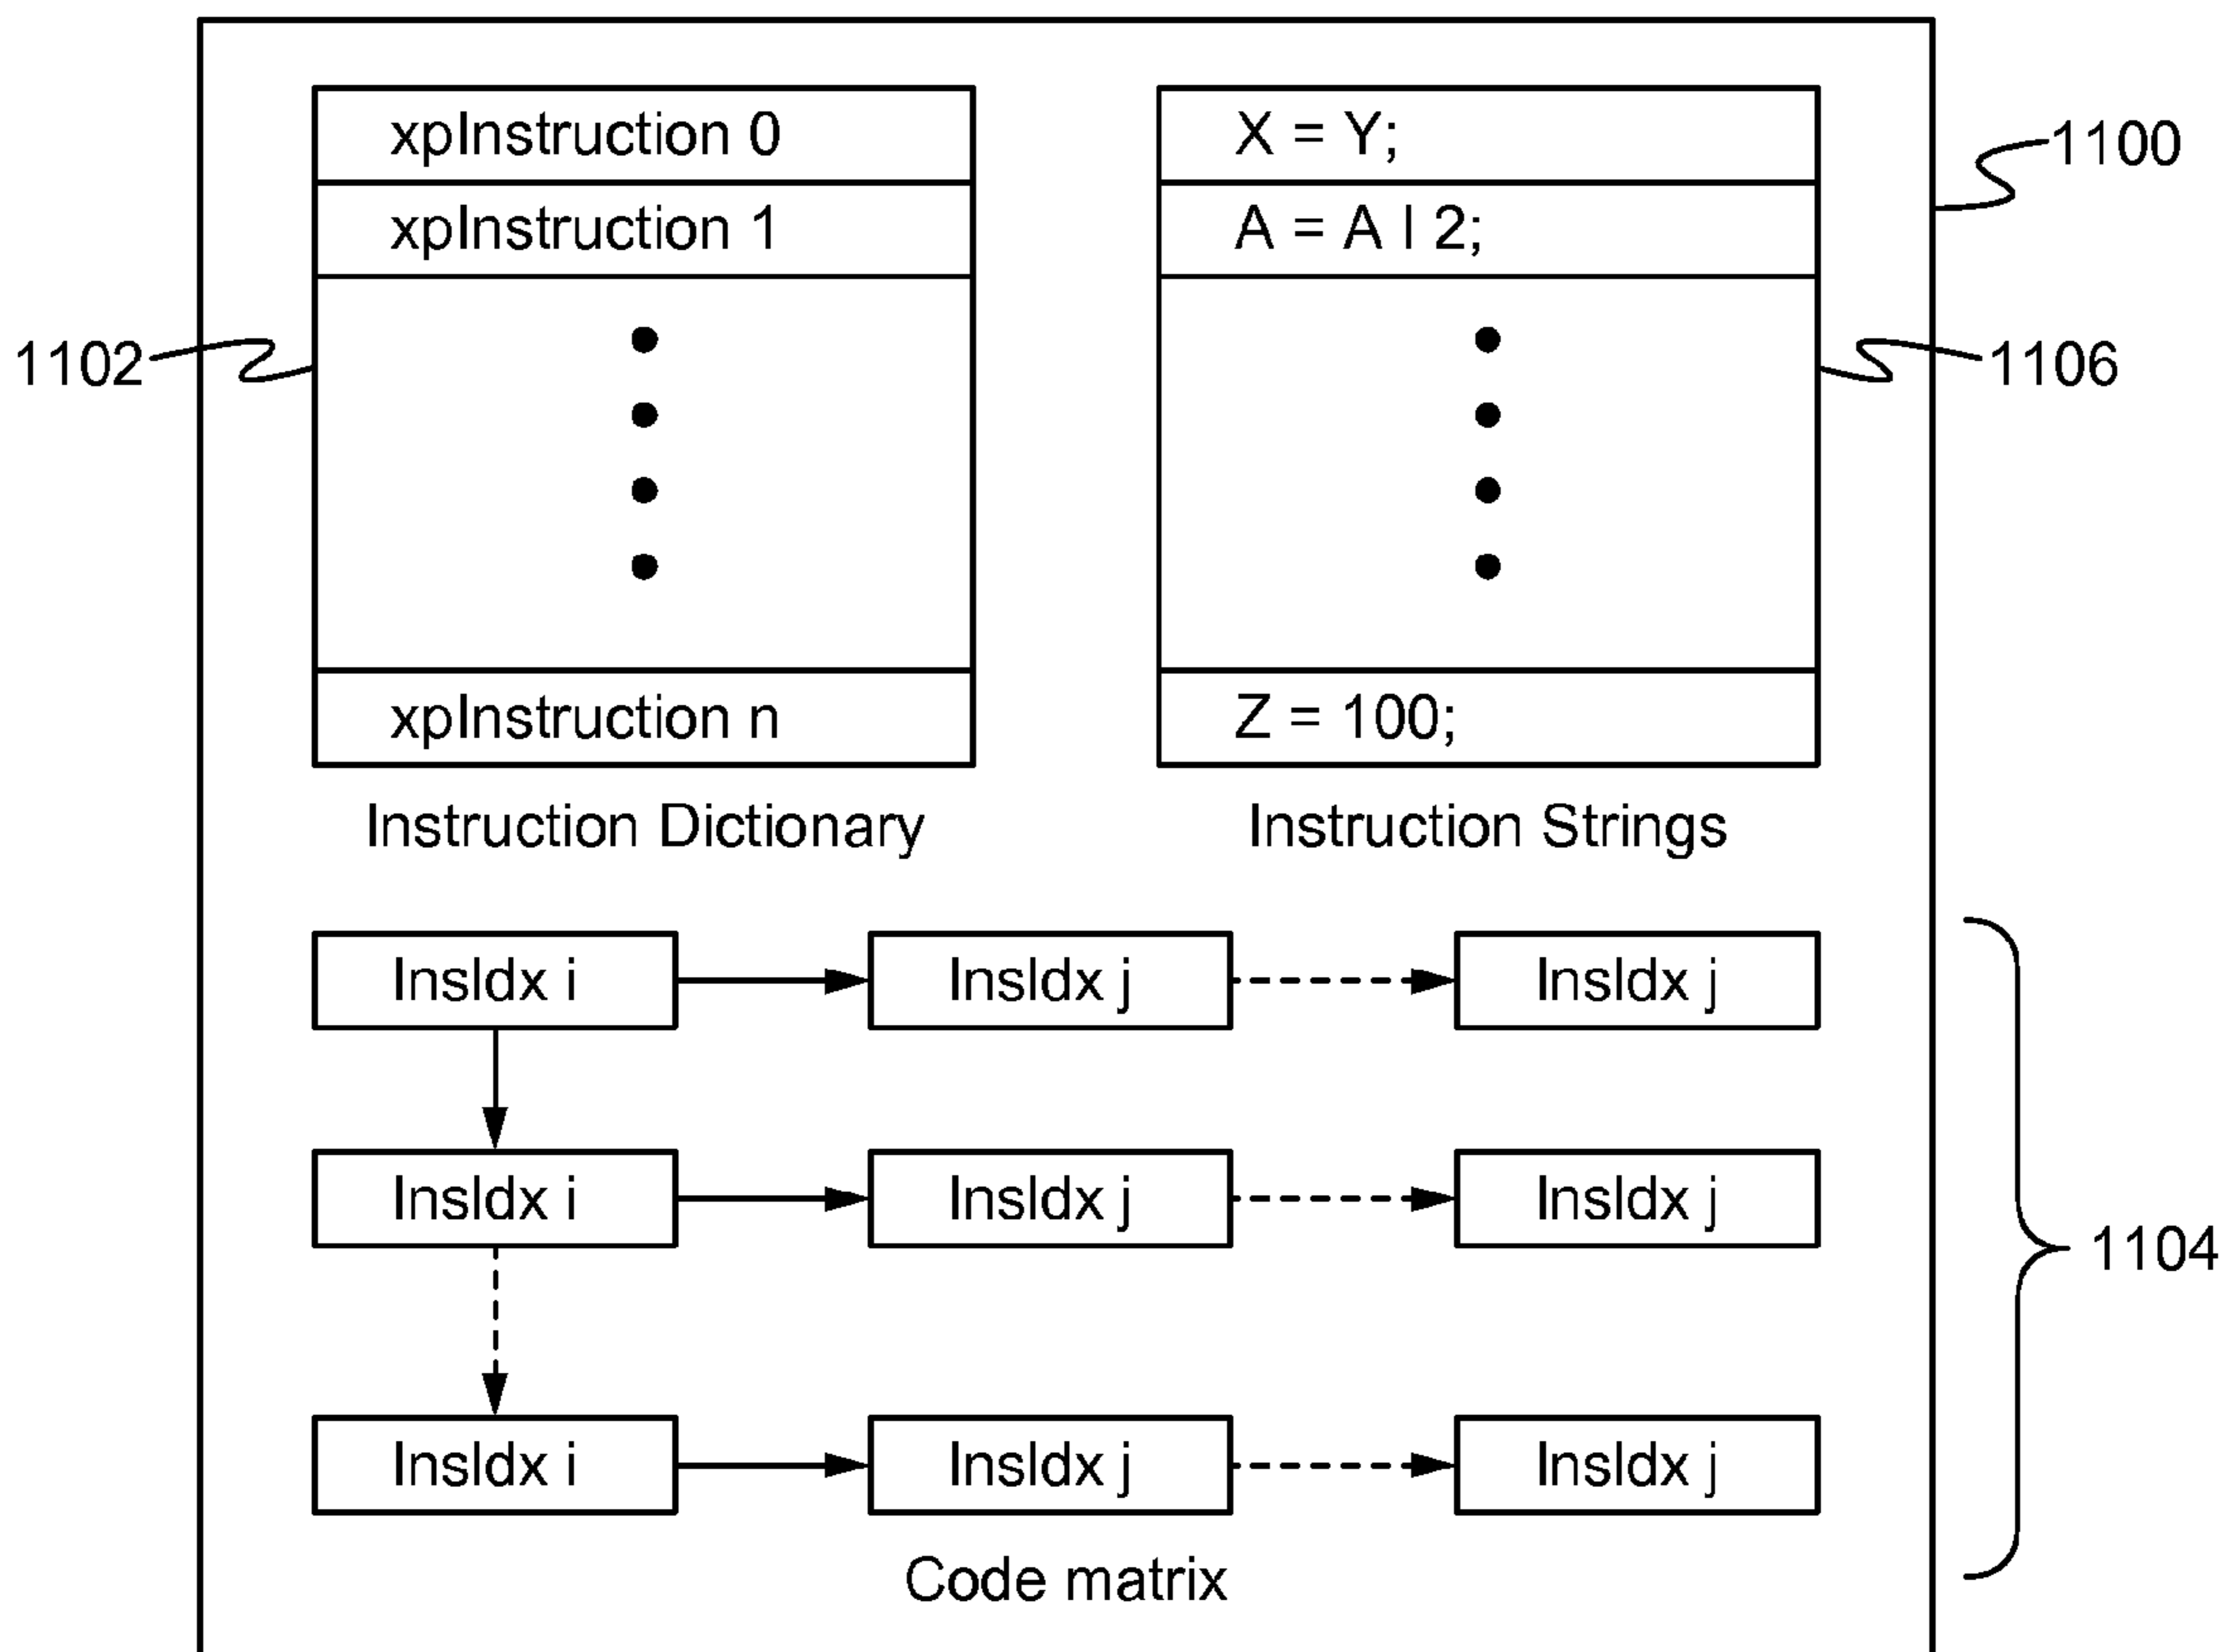 xpInstruction 0
X = Y;
1100
xpInstruction 1
A = A | 2;
1102
1106
xpInstruction n
Z = 100;
Instruction Dictionary
Instruction Strings
InsIdx i
InsIdx j
InsIdx j
InsIdx i
InsIdx j
InsIdx j
1104
InsIdx i
InsIdx j
InsIdx j
Code matrix